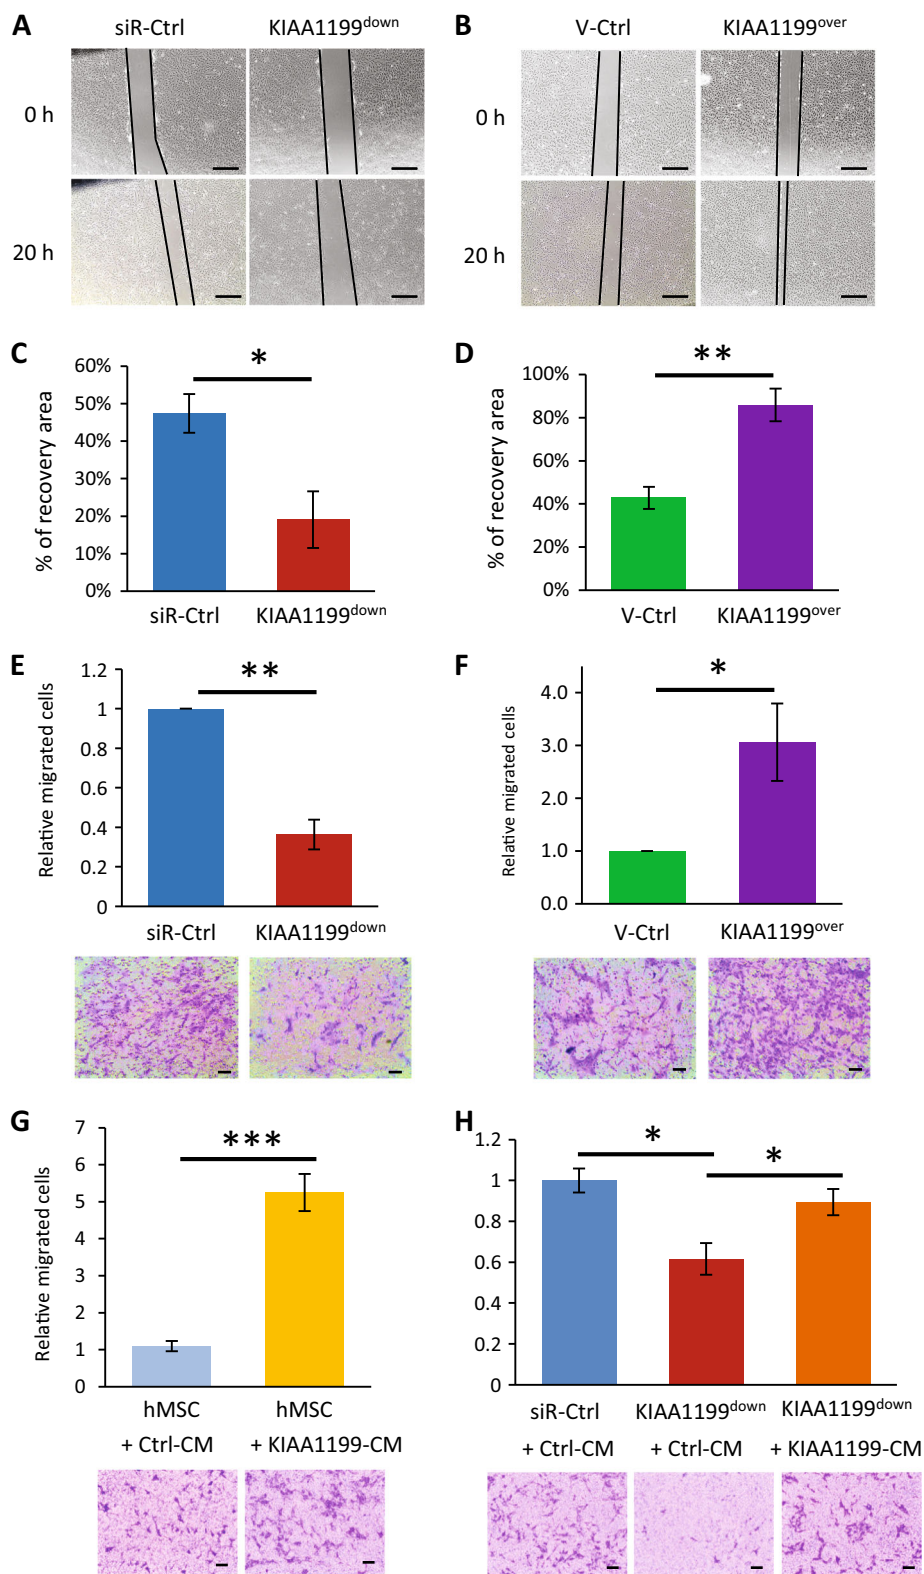 A
siR-Ctrl
KIAA1199down
B
V-Ctrl
KIAA1199over
0 h
0 h
20 h
20 h
C
% of recovery area
60%
50%
40%
30%
20%
10%
0%
*
siR-Ctrl
KIAA1199down
D
% of recovery area
100%
80%
60%
40%
20%
0%
**
V-Ctrl
KIAA1199over
E
Relative migrated cells
1.2
1
0.8
0.6
0.4
0.2
0
**
siR-Ctrl
KIAA1199down
F
Relative migrated cells
4.0
3.0
2.0
1.0
0.0
*
V-Ctrl
KIAA1199over
G
Relative migrated cells
7
6
5
4
3
2
1
0
***
hMSC
+ Ctrl-CM
hMSC
+ KIAA1199-CM
H
1.2
1
0.8
0.6
0.4
0.2
0
*
*
siR-Ctrl
+ Ctrl-CM
KIAA1199down
+ Ctrl-CM
KIAA1199down
+ KIAA1199-CM